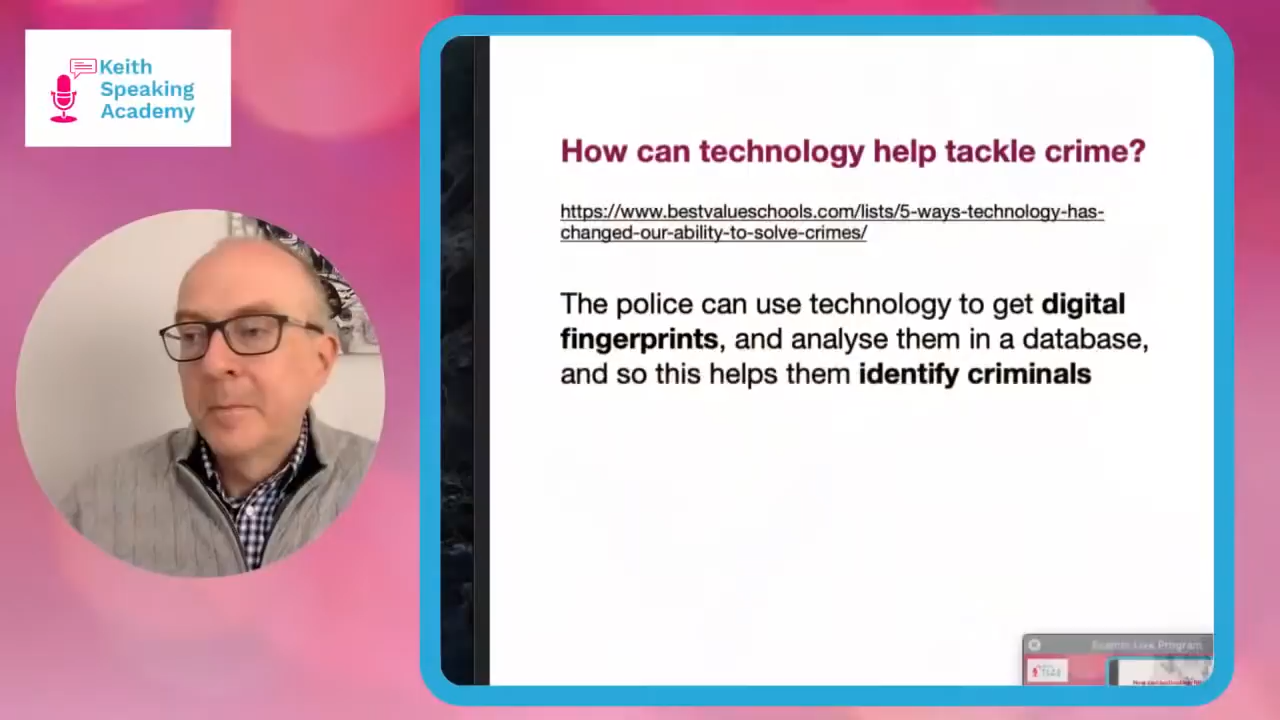 Keith
Speaking
Academy
How can technology help tackle crime?
https://www.bestvalueschools.com/lists/5-ways-technology-has-
changed-our-ability-to-solve-crimes/
The police can use technology to get digital
fingerprints, and analyse them in a database,
and so this helps them identify criminals